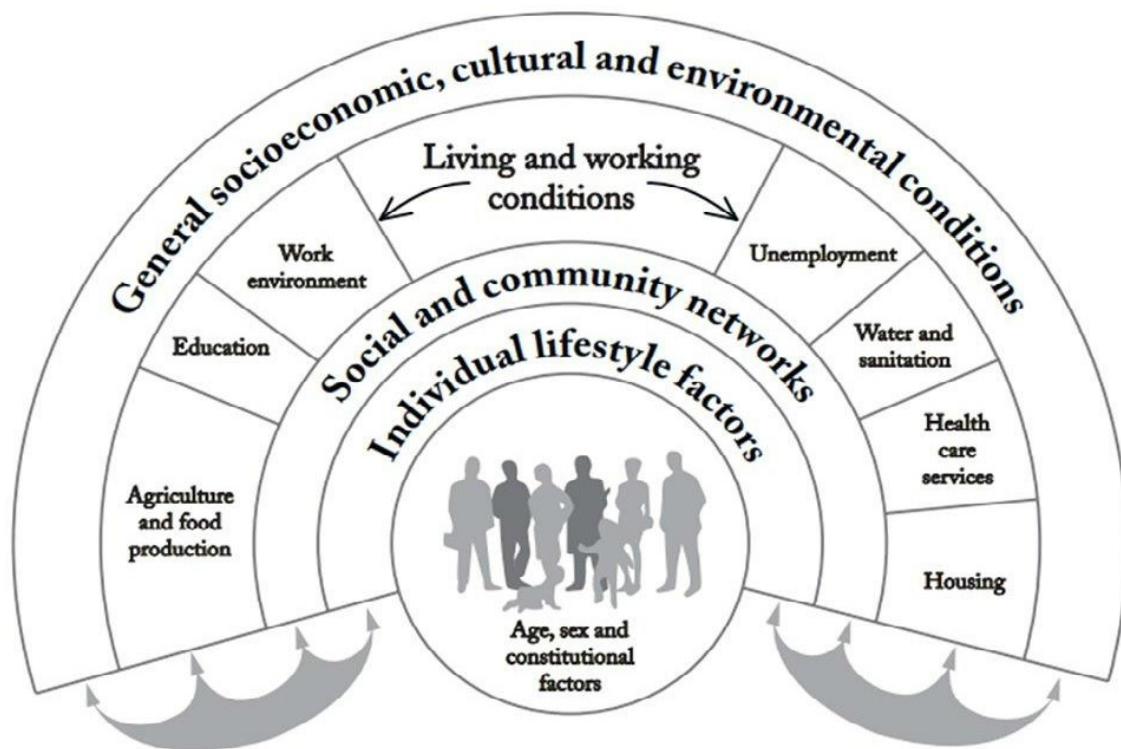 General socioeconomic, cultural and environmental conditions
Living and working
conditions
Work
environment
Unemployment
Education
Water and
sanitation
Agriculture
and food
production
Health
care
services
Housing
Social and community networks
Individual lifestyle factors
Age, sex and
constitutional
factors